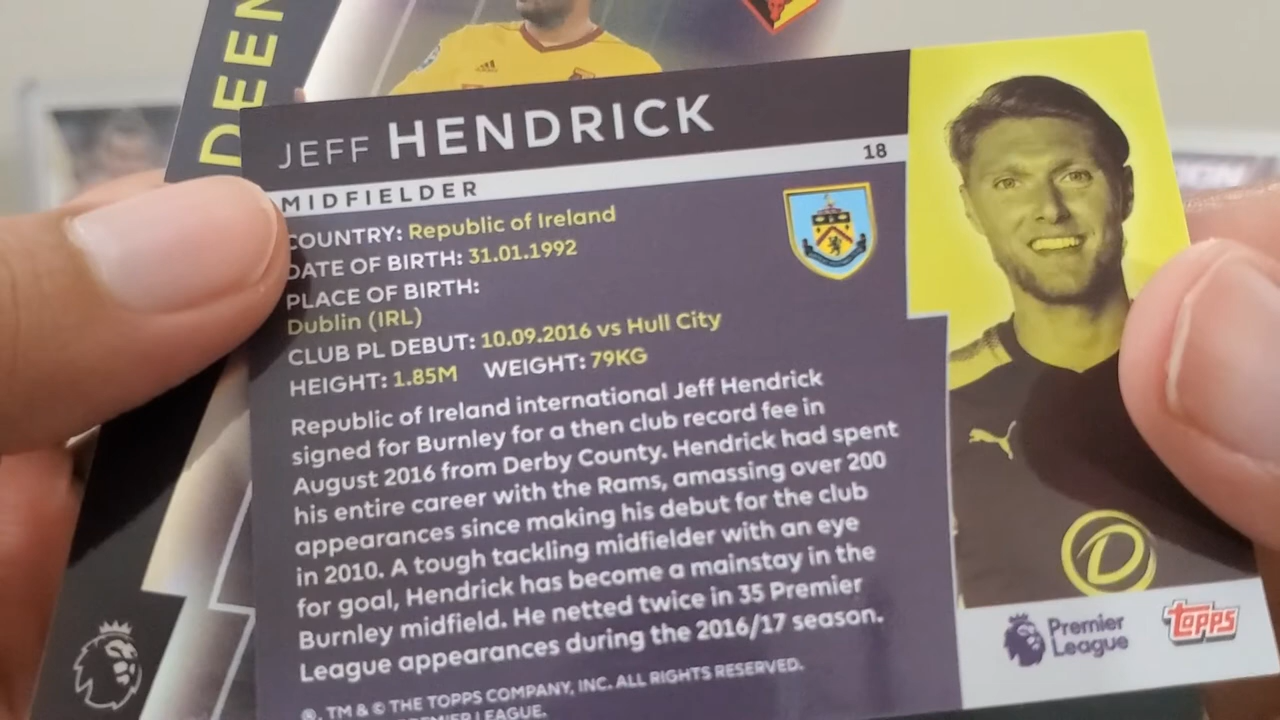 DEEN
JEFF HENDRICK
18
MIDFIELDER
COUNTRY: Republic of Ireland
DATE OF BIRTH: 31.01.1992
PLACE OF BIRTH:
Dublin (IRL)
CLUB PL DEBUT: 10.09.2016 vs Hull City
HEIGHT: 1.85M WEIGHT: 79KG
Republic of Ireland international Jeff Hendrick
signed for Burnley for a then club record fee in
August 2016 from Derby County. Hendrick had spent
his entire career with the Rams, amassing over 200
appearances since making his debut for the club
in 2010. A tough tackling midfielder with an eye
for goal, Hendrick has become a mainstay in the
Burnley midfield. He netted twice in 35 Premier
League appearances during the 2016/17 season.
®, TM & © THE TOPPS COMPANY, INC. ALL RIGHTS RESERVED.
PREMIER LEAGUE.
D
Premier
League
topps